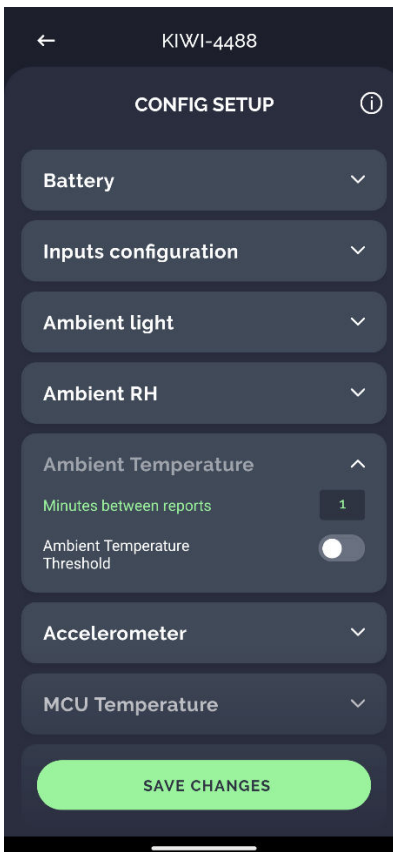 KIWI-4488
CONFIG SETUP
Battery
Inputs configuration
Ambient light
Ambient RH
Ambient Temperature
Minutes between reports 1
Ambient Temperature
Threshold
Accelerometer
MCU Temperature
SAVE CHANGES